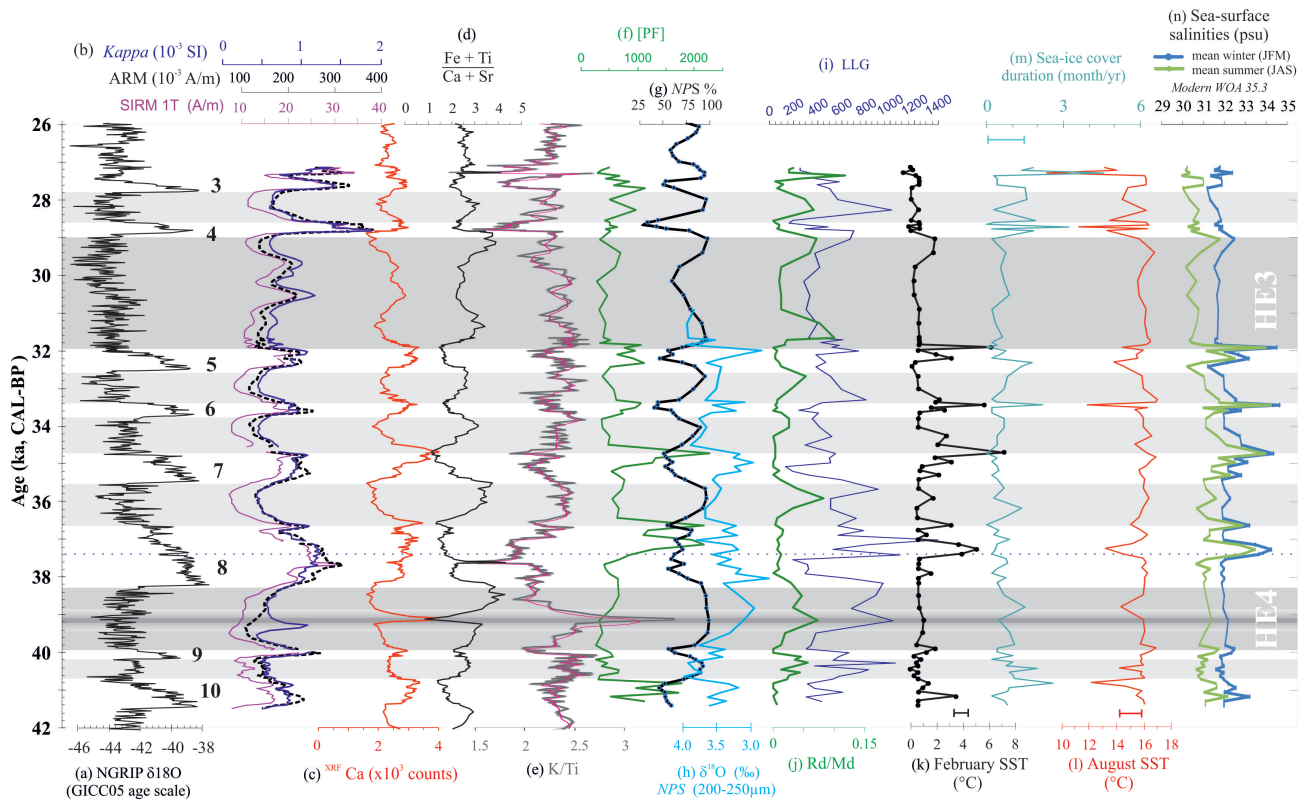 (n) Sea-surface
salinities (psu)
mean winter (JFM)
mean summer (JAS)
Modern WOA 35.3
29 30 31 32 33 34 35
(m) Sea-ice cover
duration (month/yr)
0 3 6
(i) LLG
200 600 1000 1400
0 400 800 1200
(f) [PF]
0 1000 2000
(g) NPS %
25 50 75 100
(d)
Fe + Ti
Ca + Sr
0 1 2 3 4 5
(b) Kappa (10-3 SI)
0 1 2
ARM (10-3 A/m)
100 200 300 400
SIRM 1T (A/m)
10 20 30 40
Age (ka, CAL-BP)
26
28
30
32
34
36
38
40
42
3
4
5
6
7
8
9
10
HE3
HE4
-46 -44 -42 -40 -38
(a) NGRIP δ18O
(GICC05 age scale)
0 2 4
(c) XRF Ca (x10³ counts)
1.5 2 2.5 3
(e) K/Ti
4.0 3.5 3.0
(h) δ18O (‰)
NPS (200-250µm)
0 0.15
(j) Rd/Md
0 2 4 6 8
(k) February SST
(°C)
10 12 14 16 18
(l) August SST
(°C)